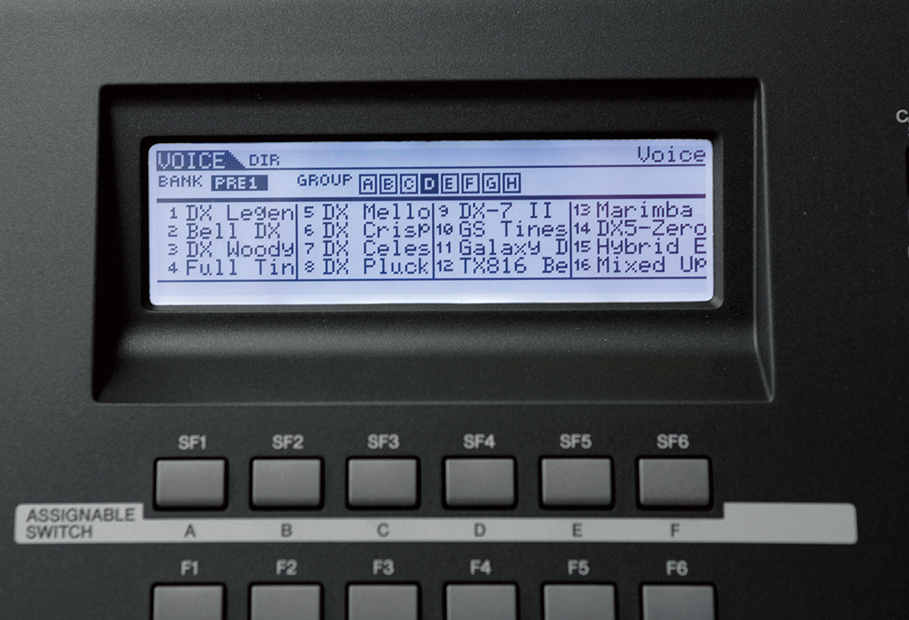 C
VOICE DIR Voice
BANK PRE1 GROUP A B C D E F G H
1 DX Legen 5 DX Mello 9 DX-7.II 13 Marimba
2 Bell DX 6 DX Crisp 10 GS Tines 14 DX5-Zero
3 DX Woody 7 DX Celes 11 Galaxy D 15 Hybrid E
4 Full Tin 8 DX Pluck 12 TX816 Be 16 Mixed Up
SF1 SF2 SF3 SF4 SF5 SF6
ASSIGNABLE
SWITCH A B C D E F
F1 F2 F3 F4 F5 F6